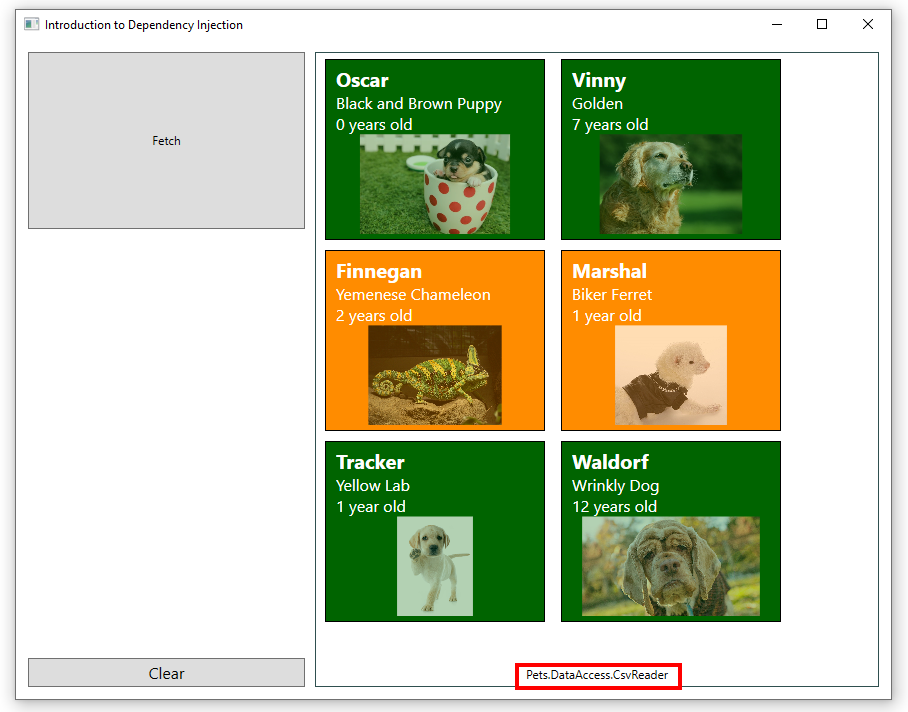 Introduction to Dependency Injection
Fetch
Clear
Oscar
Black and Brown Puppy
0 years old
Vinny
Golden
7 years old
Finnegan
Yemenese Chameleon
2 years old
Marshal
Biker Ferret
1 year old
Tracker
Yellow Lab
1 year old
Waldorf
Wrinkly Dog
12 years old
Pets.DataAccess.CsvReader